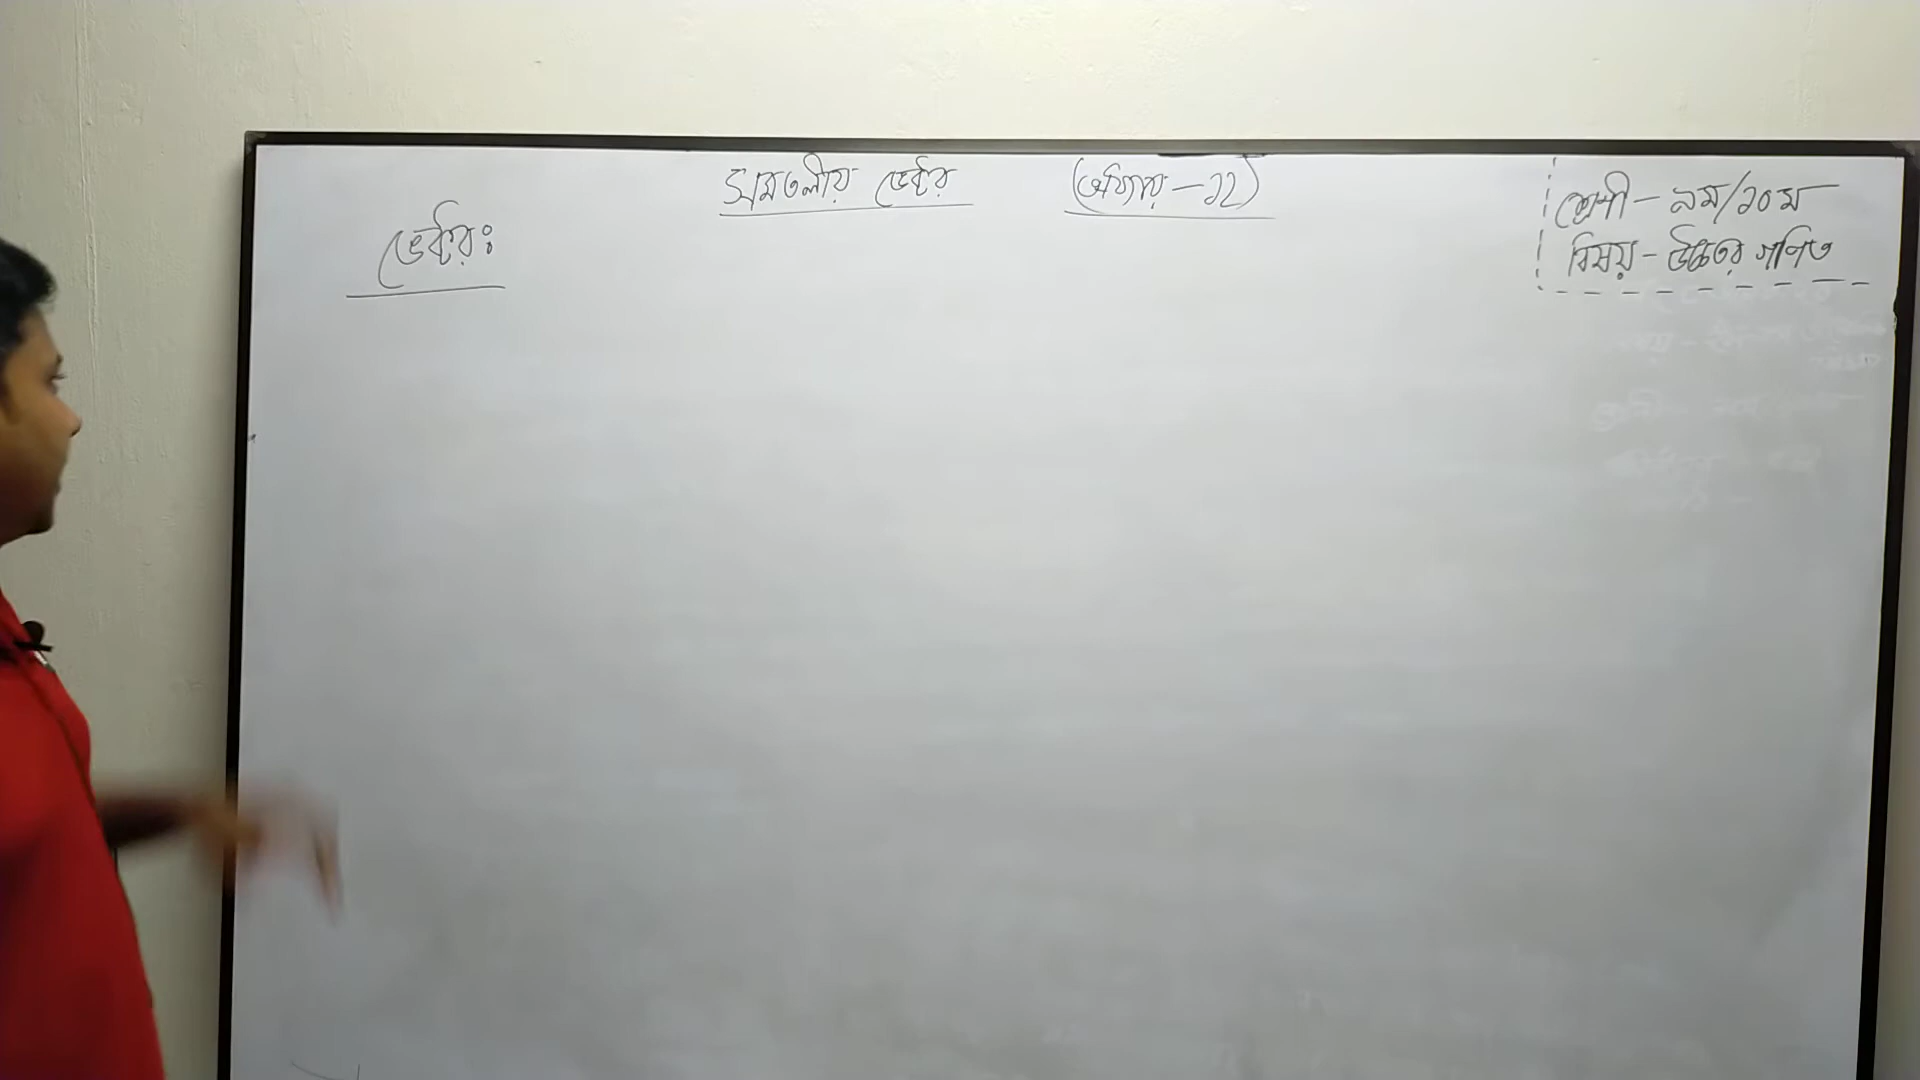 সমতলীয় ভেক্টর (অধ্যায় - ১২)
শ্রেণী - ৯ম/১০ম
বিষয় - উচ্চতর গণিত
ভেক্টরঃ